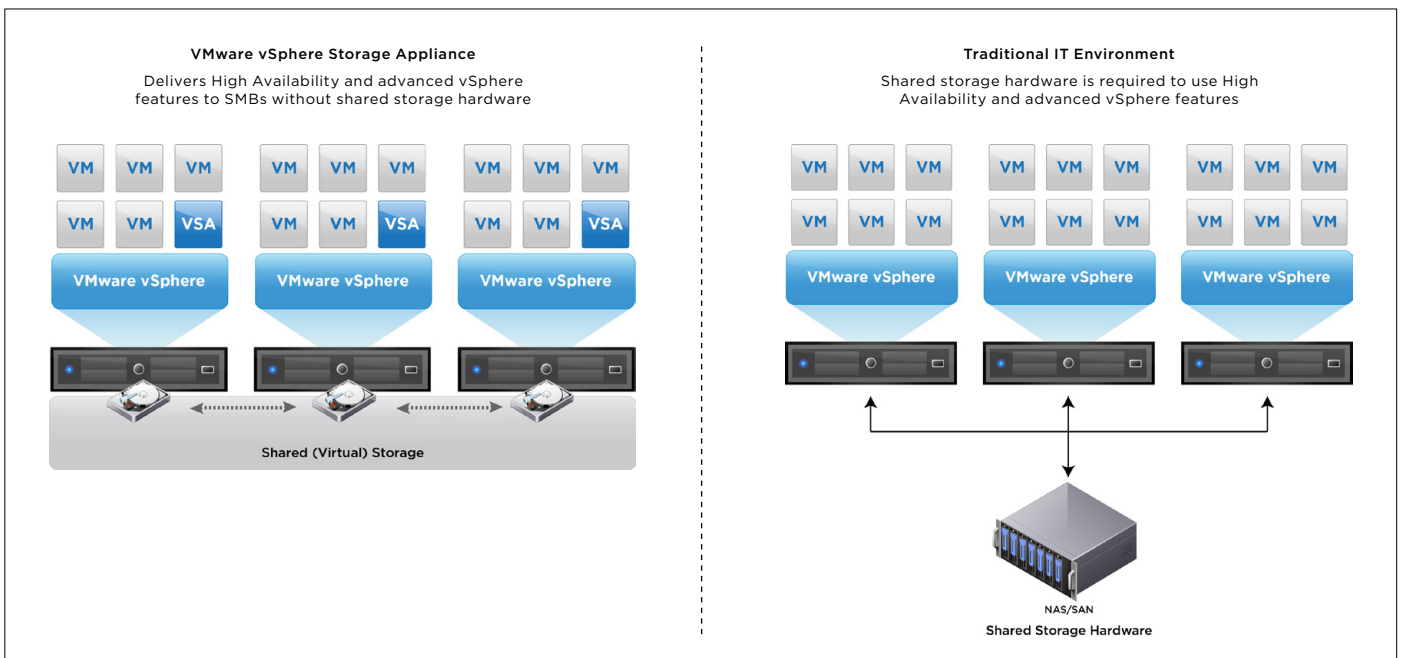 VMware vSphere Storage Appliance
Delivers High Availability and advanced vSphere
features to SMBs without shared storage hardware
VM VM VM VM VM VM VM VM VM
VM VM VSA VM VM VSA VM VM VSA
VMware vSphere VMware vSphere VMware vSphere
Shared (Virtual) Storage
Traditional IT Environment
Shared storage hardware is required to use High
Availability and advanced vSphere features
VM VM VM VM VM VM VM VM VM
VM VM VM VM VM VM VM VM VM
VMware vSphere VMware vSphere VMware vSphere
NAS/SAN
Shared Storage Hardware